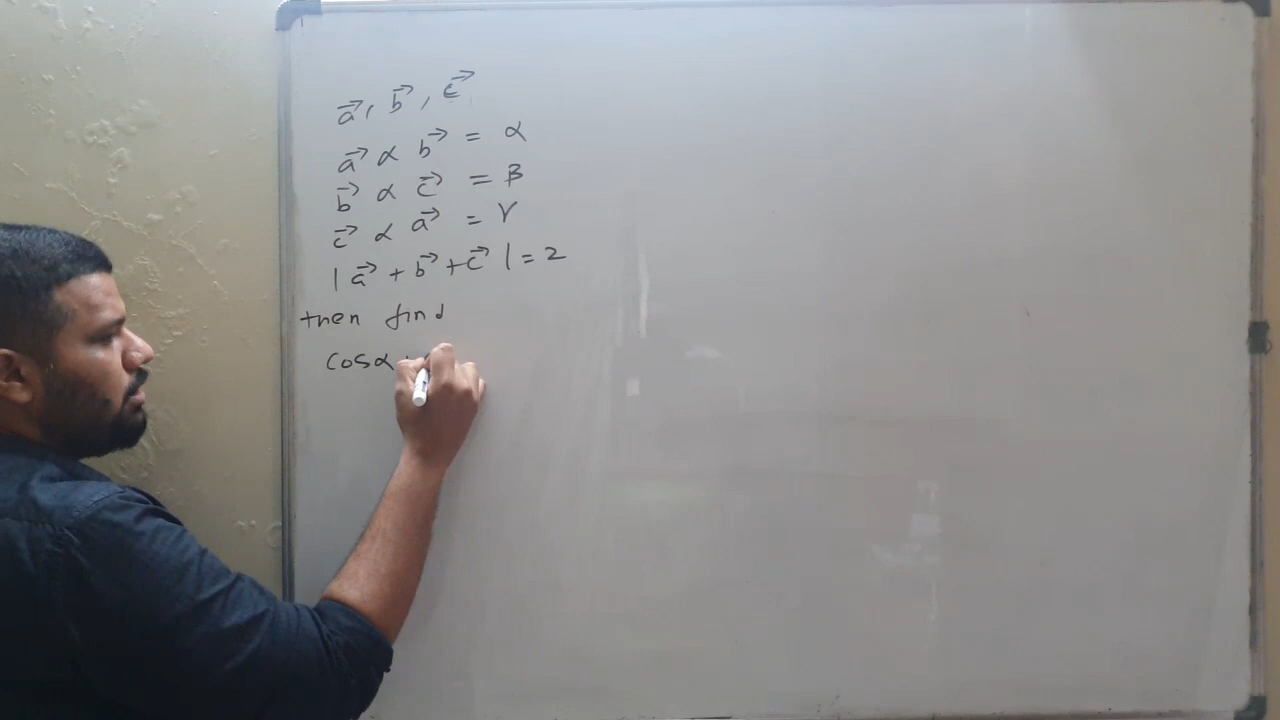 a⃗, b⃗, c⃗
a⃗ α b⃗ = α
b⃗ α c⃗ = β
c⃗ α a⃗ = γ
|a⃗ + b⃗ + c⃗| = 2
then find
cosα